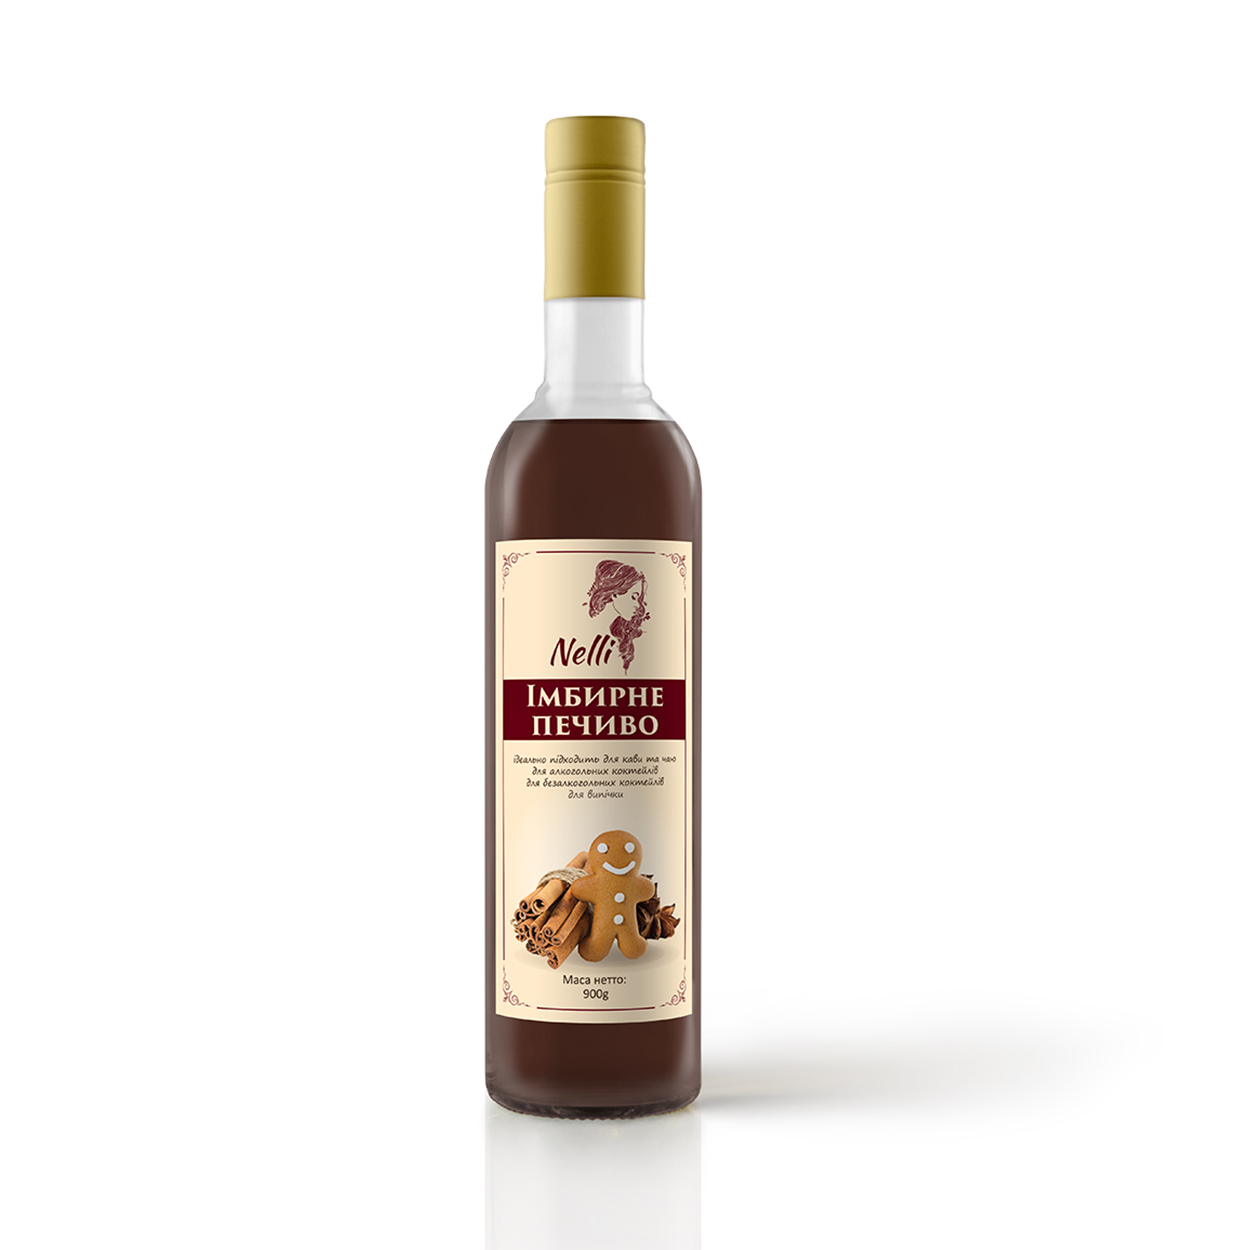 Nelli
Імбирне
печиво
ідеально підходить для кави та чаю
для алкогольних коктейлів
для безалкогольних коктейлів
для випічки
Маса нетто:
900g